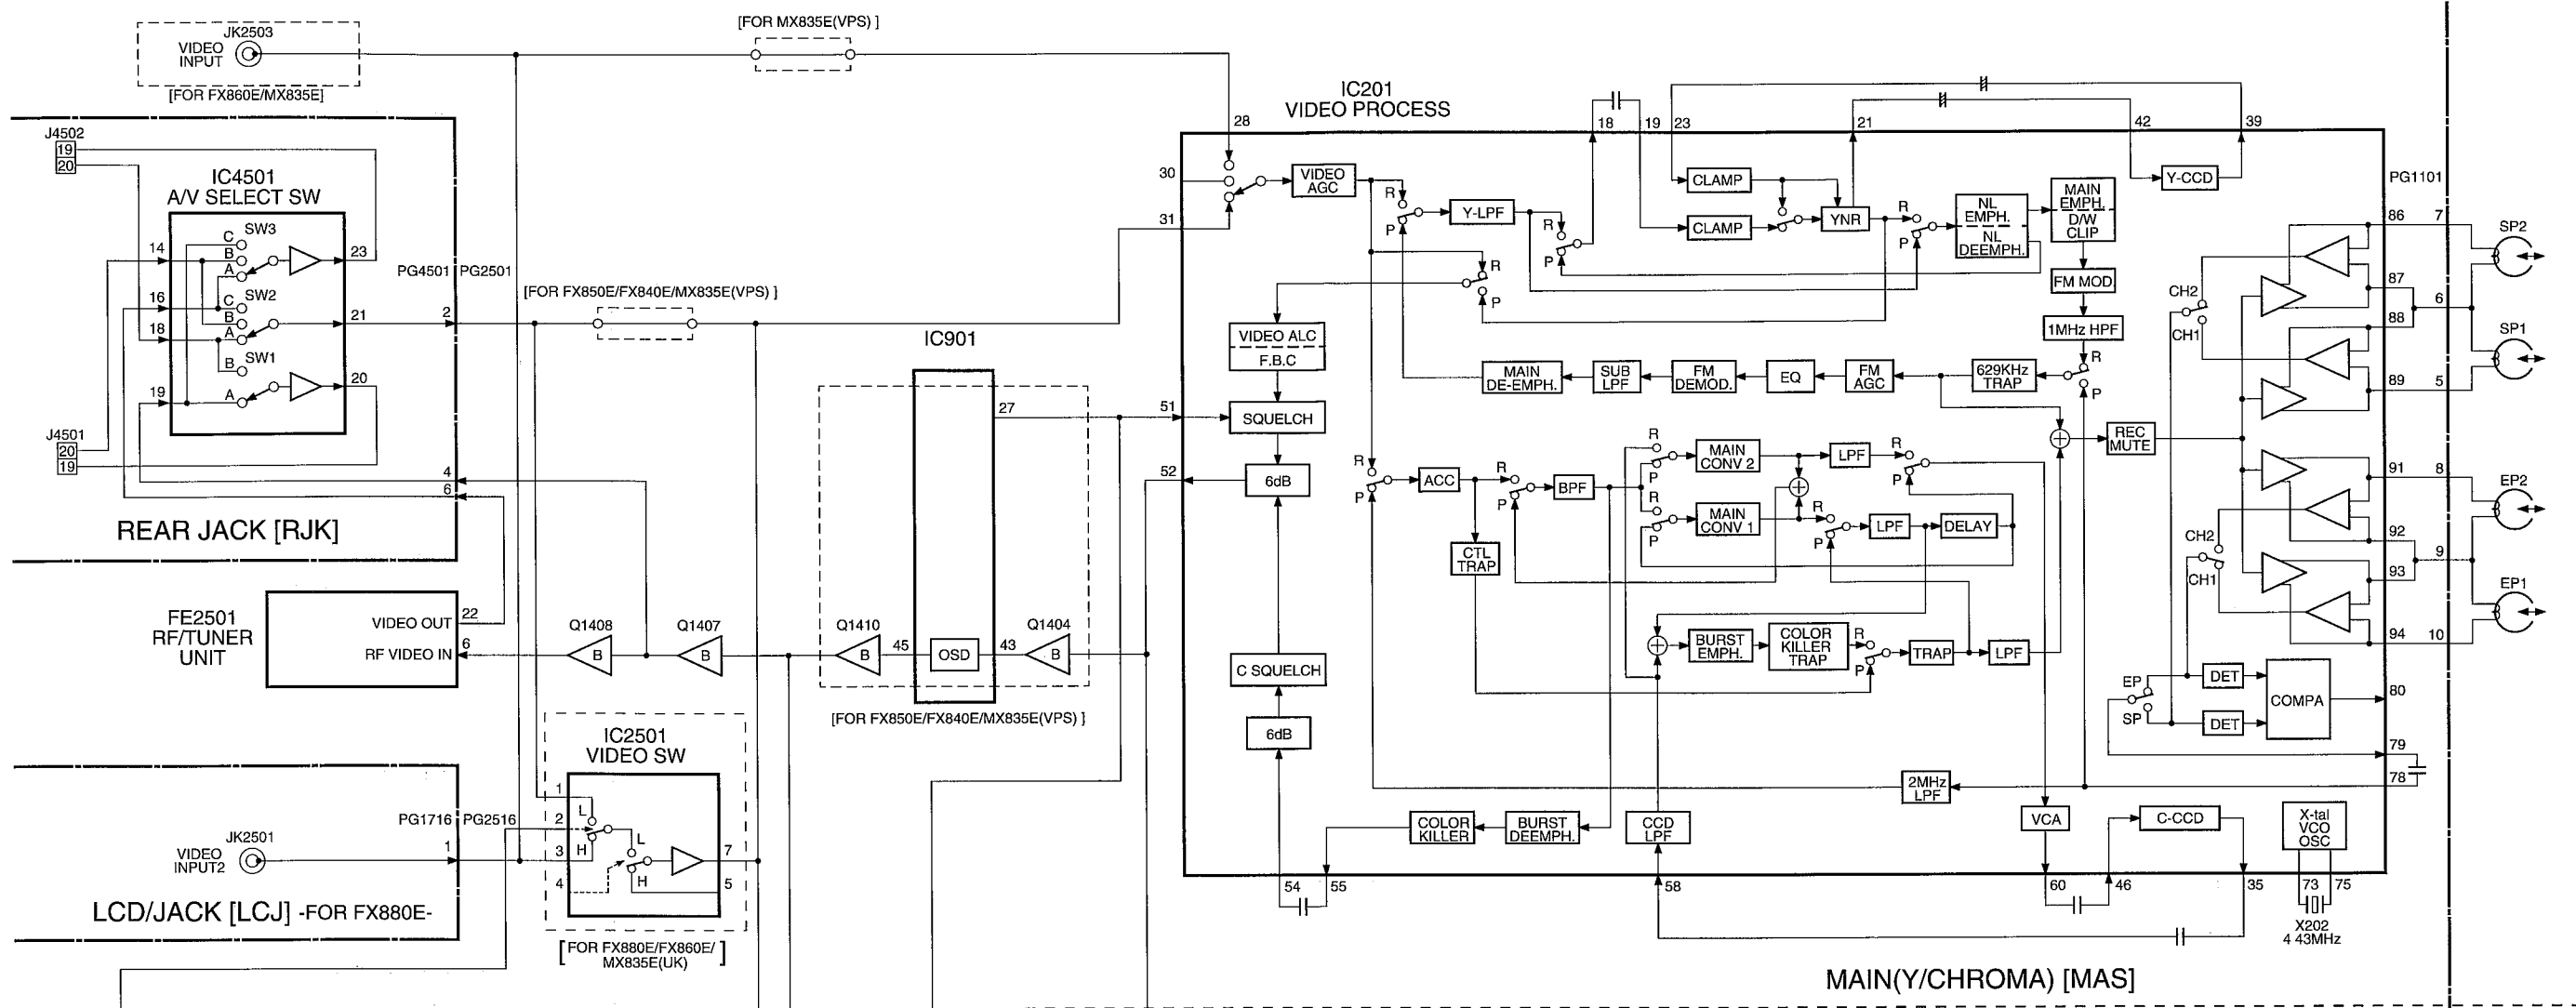 [FOR MX835E(VPS) ]
JK2503
VIDEO
INPUT
[FOR FX860E/MX835E]
J4502
19
20
IC4501
A/V SELECT SW
SW3
C
B
A
14
23
SW2
C
B
A
16
18
21
SW1
B
A
19
20
J4501
20
19
PG4501 PG2501
2
4
6
REAR JACK [RJK]
[FOR FX850E/FX840E/MX835E(VPS) ]
FE2501
RF/TUNER
UNIT
VIDEO OUT
22
RF VIDEO IN
6
Q1408
B
Q1407
B
IC901
27
Q1410
B
45
OSD
43
Q1404
B
[FOR FX850E/FX840E/MX835E(VPS) ]
IC2501
VIDEO SW
1
2
3
4
L
H
L
H
7
5
[FOR FX880E/FX860E/
MX835E(UK) ]
PG1716 PG2516
JK2501
VIDEO
INPUT2
1
LCD/JACK [LCJ] -FOR FX880E-
IC201
VIDEO PROCESS
28
30
31
51
52
18
19
23
21
42
39
VIDEO
AGC
R
P
Y-LPF
R
P
CLAMP
CLAMP
YNR
R
P
NL
EMPH.
NL
DEEMPH.
MAIN
EMPH.
D/W
CLIP
Y-CCD
FM MOD.
1MHz HPF
R
P
R
P
VIDEO ALC
F.B.C
SQUELCH
6dB
C SQUELCH
6dB
MAIN
DE-EMPH.
SUB
LPF
FM
DEMOD.
EQ
FM
AGC
629KHz
TRAP
REC
MUTE
R
P
ACC
R
P
BPF
R
P
MAIN
CONV 2
LPF
R
P
R
P
MAIN
CONV 1
R
P
LPF
DELAY
CTL
TRAP
BURST
EMPH.
COLOR
KILLER
TRAP
R
P
TRAP
LPF
2MHz
LPF
COLOR
KILLER
BURST
DEEMPH.
CCD
LPF
VCA
C-CCD
X-tal
VCO
OSC
54
55
58
60
46
35
73
75
X202
4 43MHz
CH2
CH1
CH2
CH1
EP
SP
DET
DET
COMPA
PG1101
86
87
88
89
91
92
93
94
80
79
78
7
6
5
8
9
10
SP2
SP1
EP2
EP1
MAIN(Y/CHROMA) [MAS]